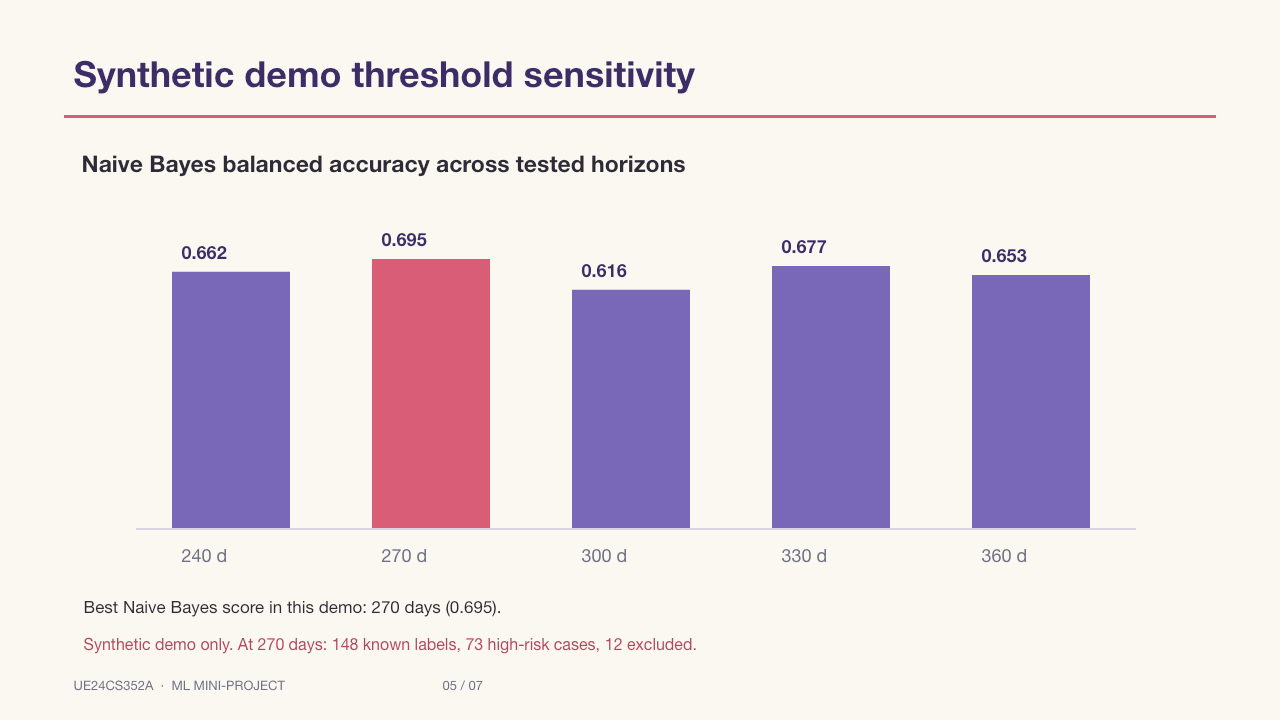 Synthetic demo threshold sensitivity
Naive Bayes balanced accuracy across tested horizons
0.662
0.695
0.616
0.677
0.653
240 d
270 d
300 d
330 d
360 d
Best Naive Bayes score in this demo: 270 days (0.695).
Synthetic demo only. At 270 days: 148 known labels, 73 high-risk cases, 12 excluded.
UE24CS352A · ML MINI-PROJECT
05 / 07